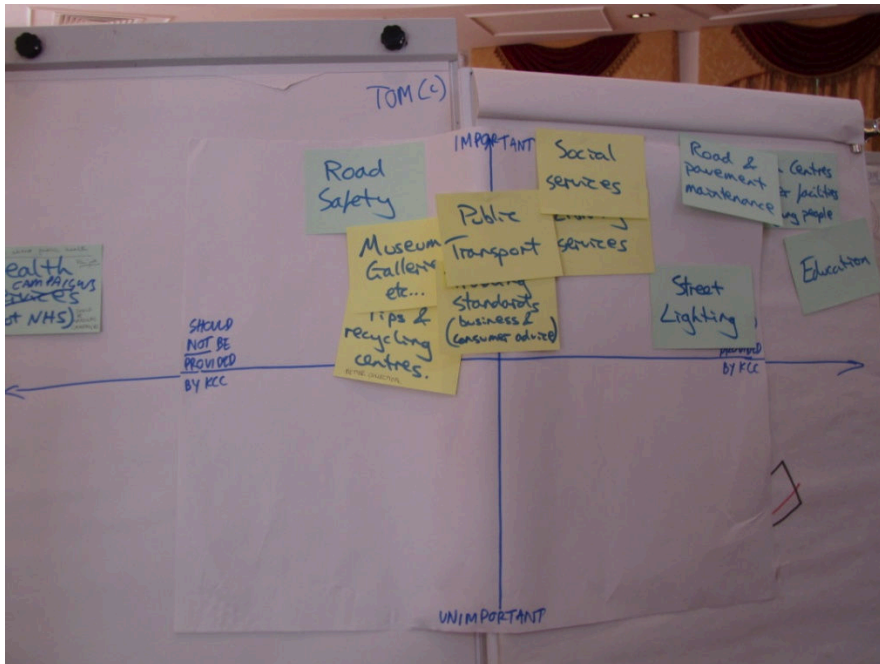 TOM (C)
IMPORTANT
Road
Safety
Social
services
services
Road &
pavement
maintenance
Centres
facilities
people
Education
Public
Transport
Museum
Gallerie
etc...
Tips &
recycling
centres.
standards
(business &
consumer advice)
Street
Lighting
ealth
CAMPAIGNS
NHS)
SHOULD
NOT BE
PROVIDED
BY KCC
BY KCC
UNIMPORTANT